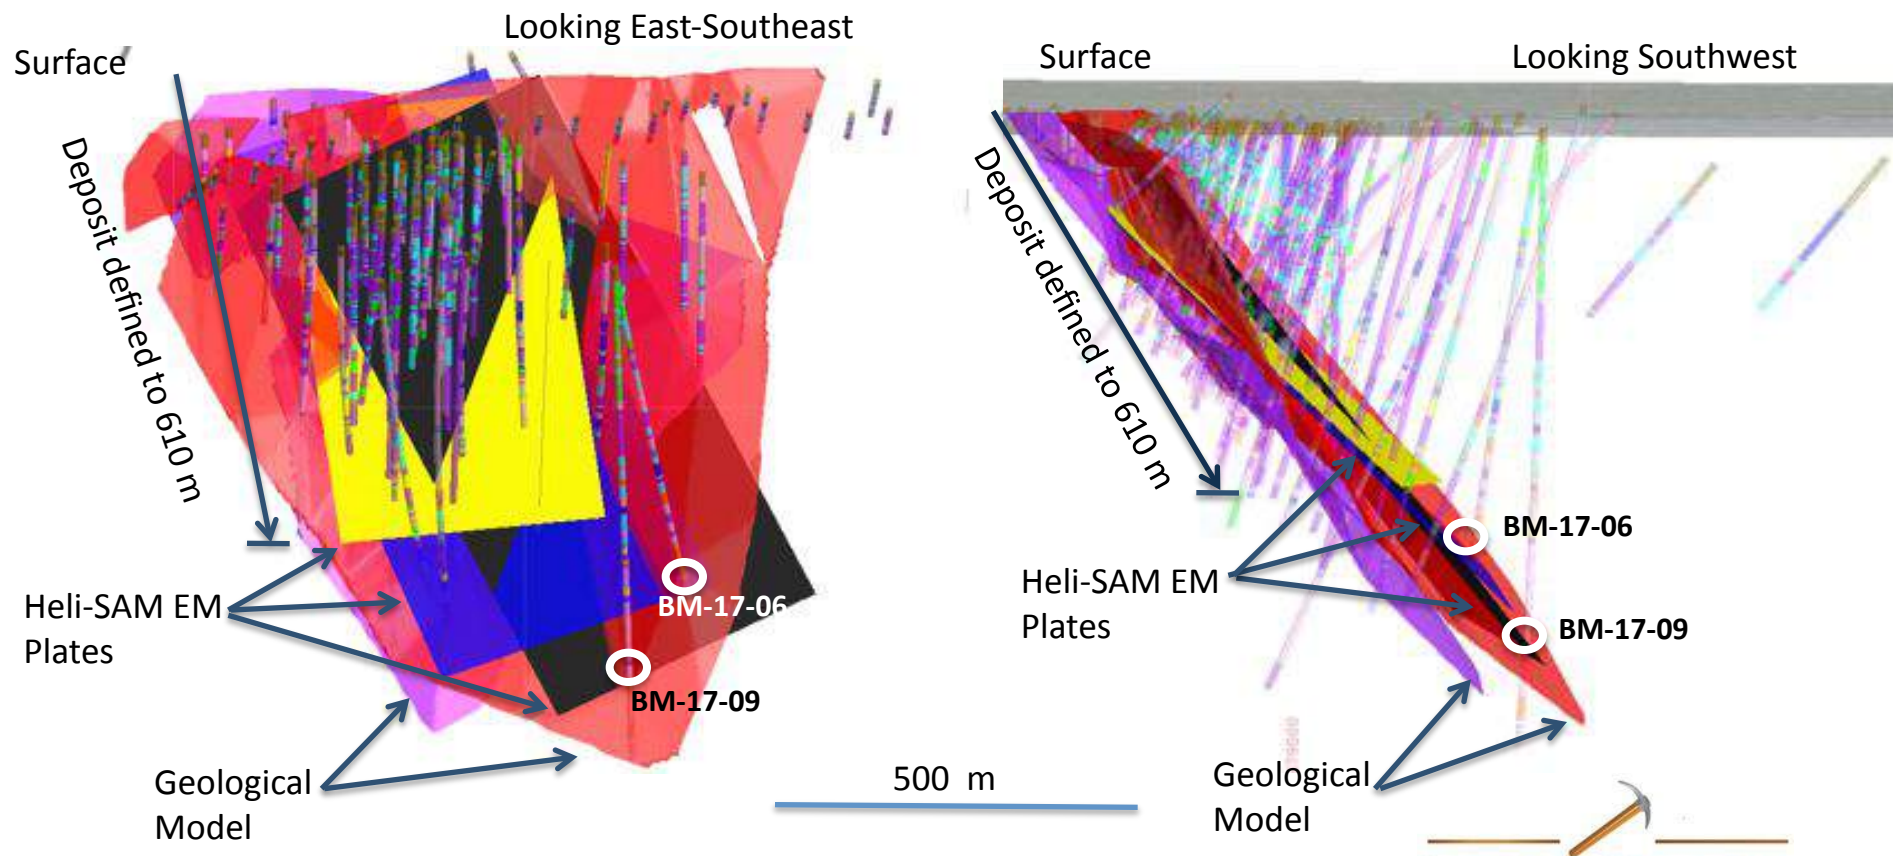 Looking East-Southeast
Surface
Deposit defined to 610 m
Heli-SAM EM
Plates
BM-17-06
BM-17-09
Geological
Model
500 m
Surface
Looking Southwest
Deposit defined to 610 m
BM-17-06
Heli-SAM EM
Plates
BM-17-09
Geological
Model